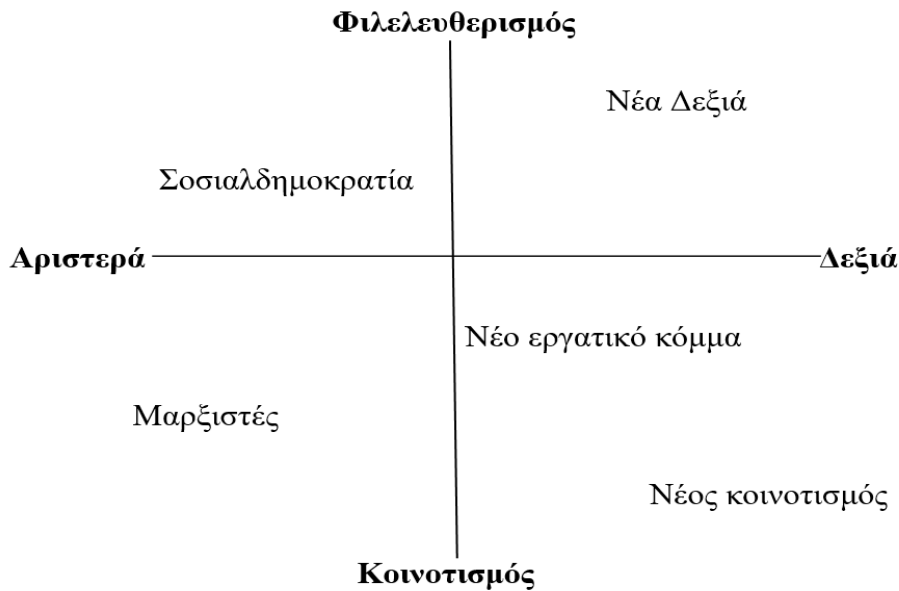 Φιλελευθερισμός
Νέα Δεξιά
Σοσιαλδημοκρατία
Αριστερά
Δεξιά
Νέο εργατικό κόμμα
Μαρξιστές
Νέος κοινοτισμός
Κοινοτισμός